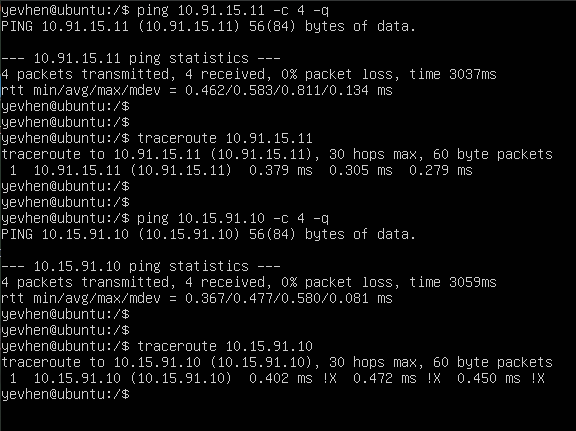 yevhen@ubuntu:/$ ping 10.91.15.11 -c 4 -q
PING 10.91.15.11 (10.91.15.11) 56(84) bytes of data.
--- 10.91.15.11 ping statistics ---
4 packets transmitted, 4 received, 0% packet loss, time 3037ms
rtt min/avg/max/mdev = 0.462/0.583/0.811/0.134 ms
yevhen@ubuntu:/$
yevhen@ubuntu:/$
yevhen@ubuntu:/$ traceroute 10.91.15.11
traceroute to 10.91.15.11 (10.91.15.11), 30 hops max, 60 byte packets
 1  10.91.15.11 (10.91.15.11)  0.379 ms  0.305 ms  0.279 ms
yevhen@ubuntu:/$
yevhen@ubuntu:/$
yevhen@ubuntu:/$ ping 10.15.91.10 -c 4 -q
PING 10.15.91.10 (10.15.91.10) 56(84) bytes of data.
--- 10.15.91.10 ping statistics ---
4 packets transmitted, 4 received, 0% packet loss, time 3059ms
rtt min/avg/max/mdev = 0.367/0.477/0.580/0.081 ms
yevhen@ubuntu:/$
yevhen@ubuntu:/$
yevhen@ubuntu:/$ traceroute 10.15.91.10
traceroute to 10.15.91.10 (10.15.91.10), 30 hops max, 60 byte packets
 1  10.15.91.10 (10.15.91.10)  0.402 ms !X  0.472 ms !X  0.450 ms !X
yevhen@ubuntu:/$